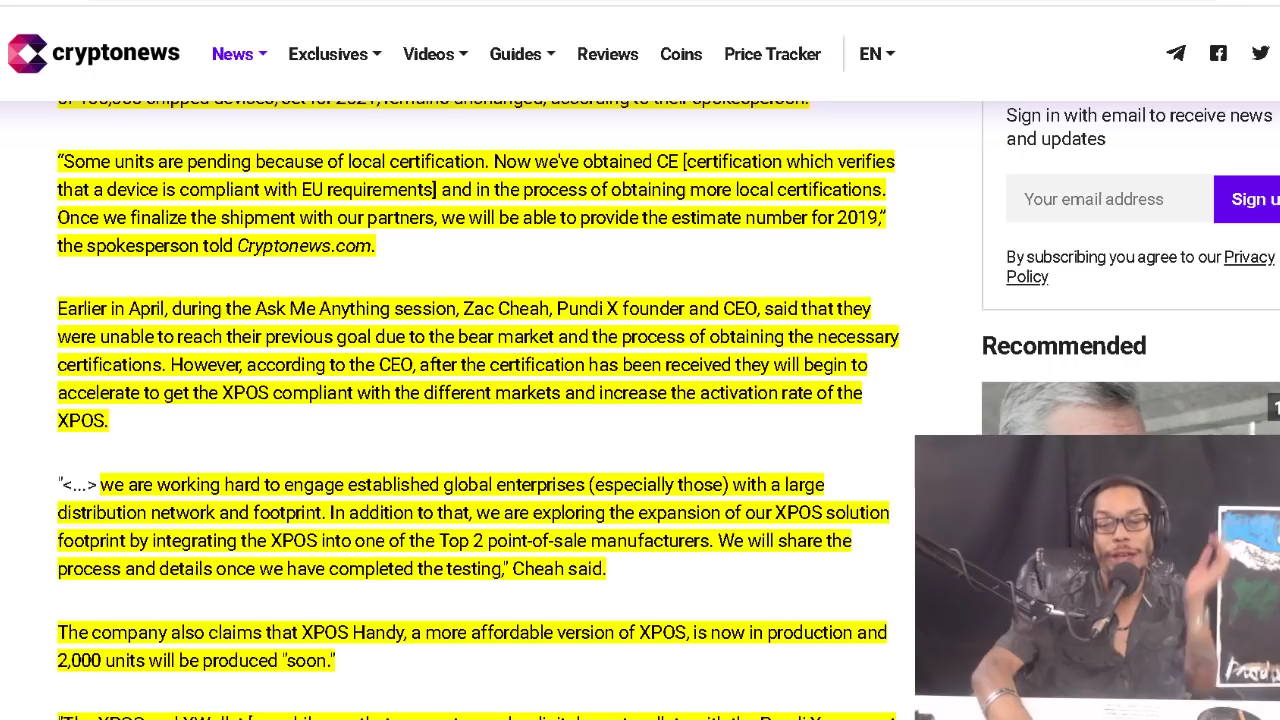 cryptonews News Exclusives Videos Guides Reviews Coins Price Tracker EN
of 100,000 shipped devices, set for 2021, remains unchanged, according to their spokesperson.
“Some units are pending because of local certification. Now we've obtained CE [certification which verifies
that a device is compliant with EU requirements] and in the process of obtaining more local certifications.
Once we finalize the shipment with our partners, we will be able to provide the estimate number for 2019,”
the spokesperson told Cryptonews.com.
Earlier in April, during the Ask Me Anything session, Zac Cheah, Pundi X founder and CEO, said that they
were unable to reach their previous goal due to the bear market and the process of obtaining the necessary
certifications. However, according to the CEO, after the certification has been received they will begin to
accelerate to get the XPOS compliant with the different markets and increase the activation rate of the
XPOS.
"<...> we are working hard to engage established global enterprises (especially those) with a large
distribution network and footprint. In addition to that, we are exploring the expansion of our XPOS solution
footprint by integrating the XPOS into one of the Top 2 point-of-sale manufacturers. We will share the
process and details once we have completed the testing," Cheah said.
The company also claims that XPOS Handy, a more affordable version of XPOS, is now in production and
2,000 units will be produced "soon."
Sign in with email to receive news
and updates
Your email address
Sign u
By subscribing you agree to our Privacy
Policy
Recommended